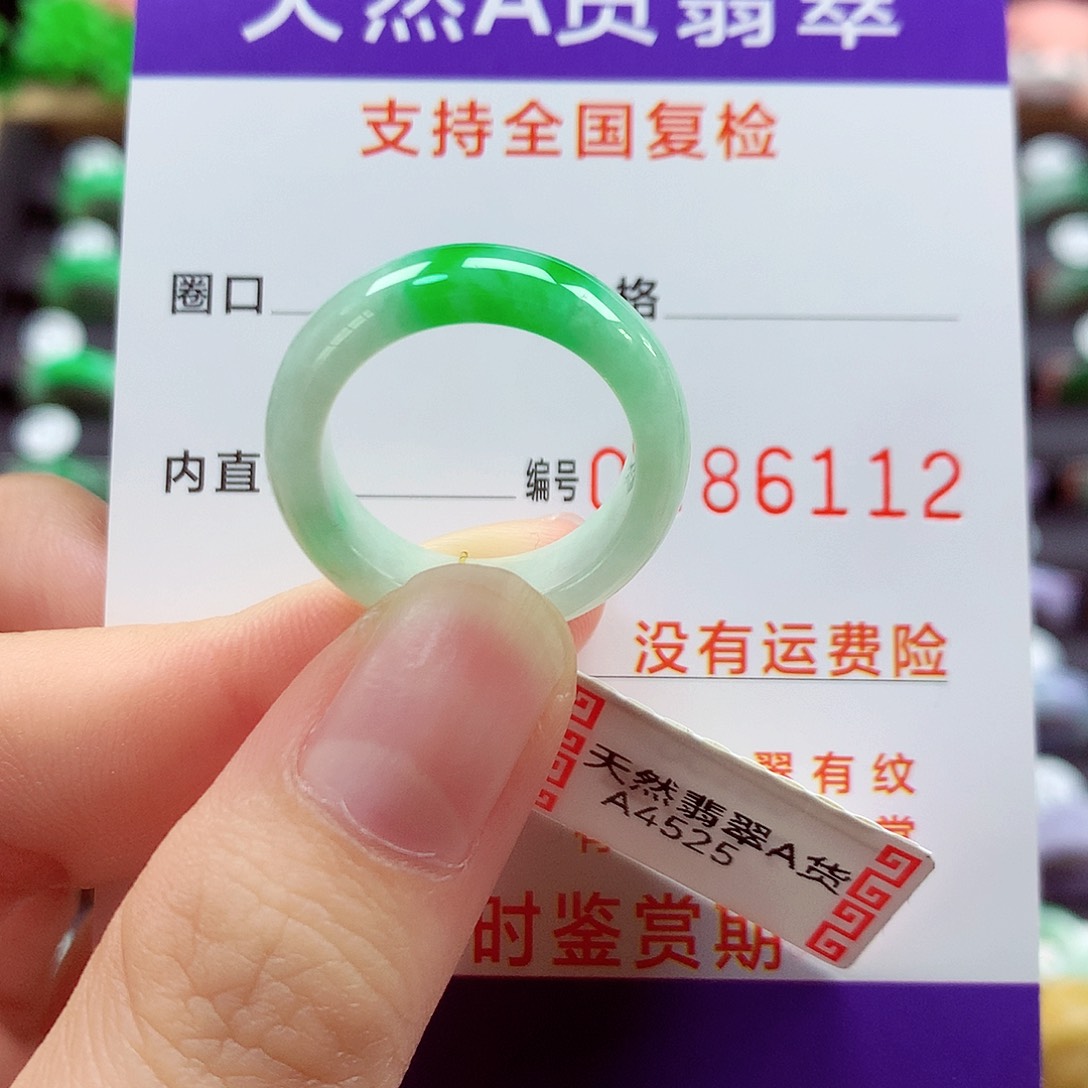 天然A货翡翠
支持全国复检
圈口 格
内直 编号 0 86112
没有运费险
翠有纹
天然翡翠A货
A4525
时鉴赏期